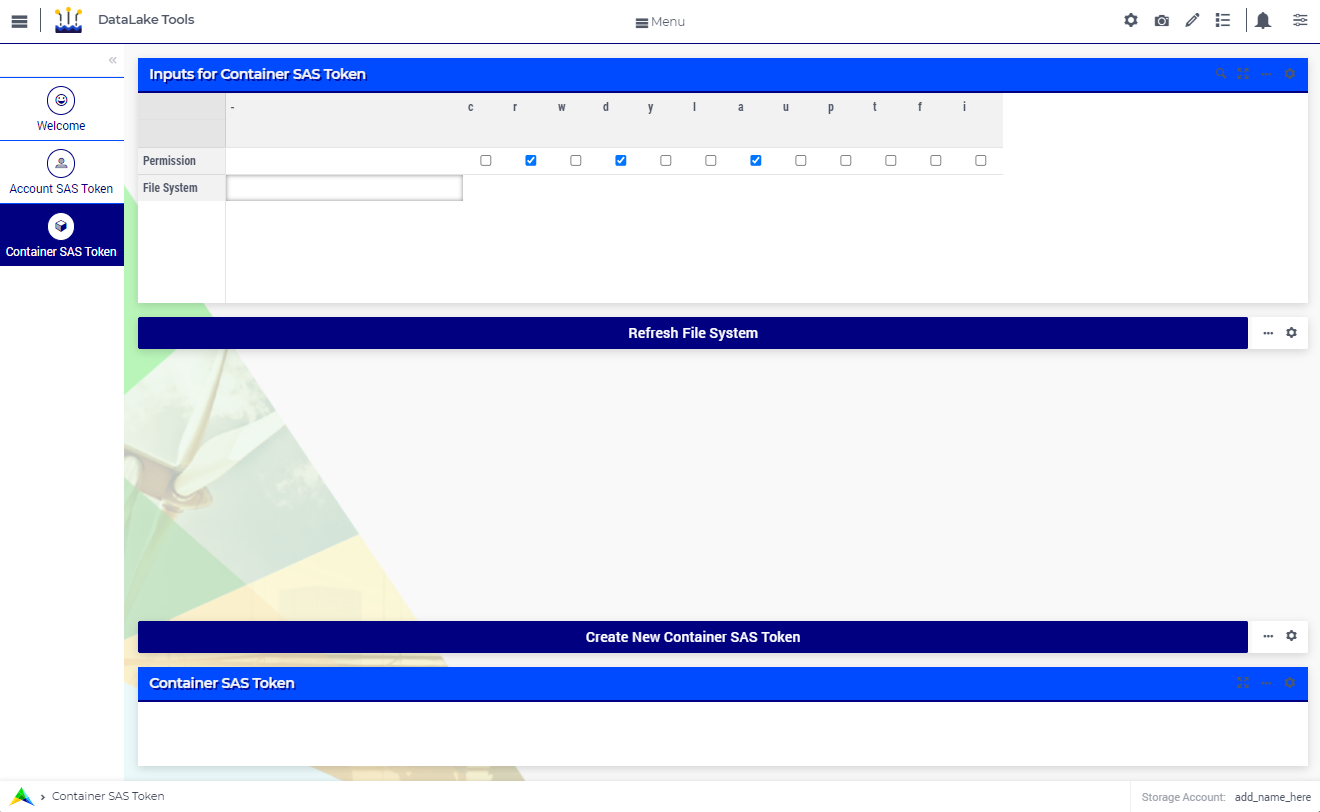 DataLake Tools
Menu
«
Welcome
Account SAS Token
Container SAS Token
Inputs for Container SAS Token
- c r w d y l a u p t f i
Permission
File System
Refresh File System
Create New Container SAS Token
Container SAS Token
› Container SAS Token
Storage Account: add_name_here